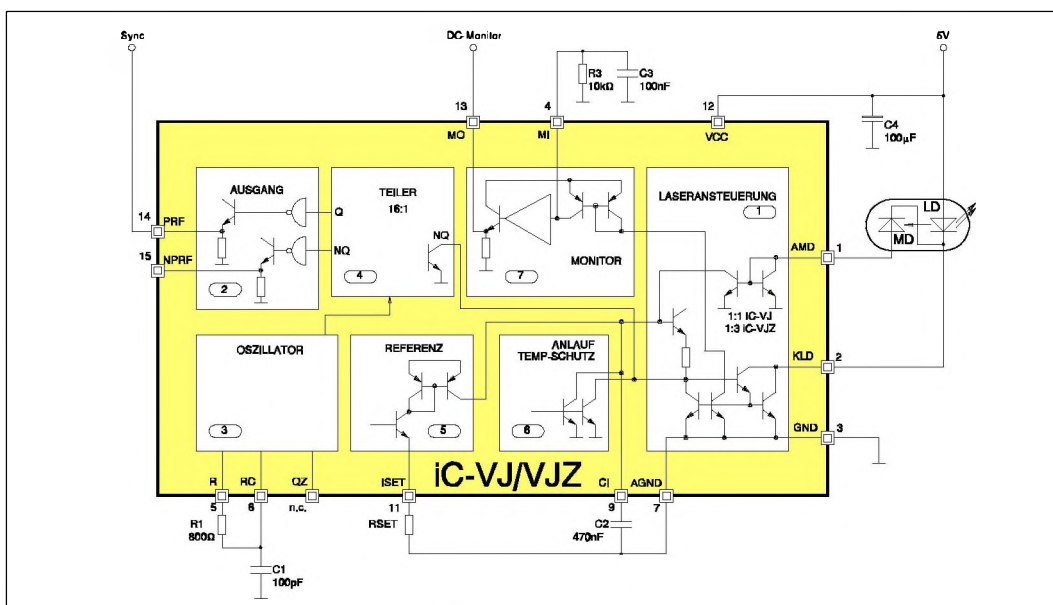 Sync
DC-Monitor
5V
R3
10kΩ
C3
100nF
13
4
12
MQ
MI
VCC
C4
100µF
AUSGANG
TEILER
16:1
LASERANSTEUERUNG
Q
NQ
NQ
14
PRF
15
NPRF
MONITOR
1
2
4
7
LD
MD
AMD
1
1:1 iC-VJ
1:3 iC-VJZ
OSZILLATOR
REFERENZ
ANLAUF
TEMP-SCHUTZ
KLD
2
3
5
6
GND
3
iC-VJ/VJZ
R
RC
QZ
ISET
CI
AGND
5
6
n.c.
11
9
7
R1
800Ω
RSET
C2
470nF
C1
100pF